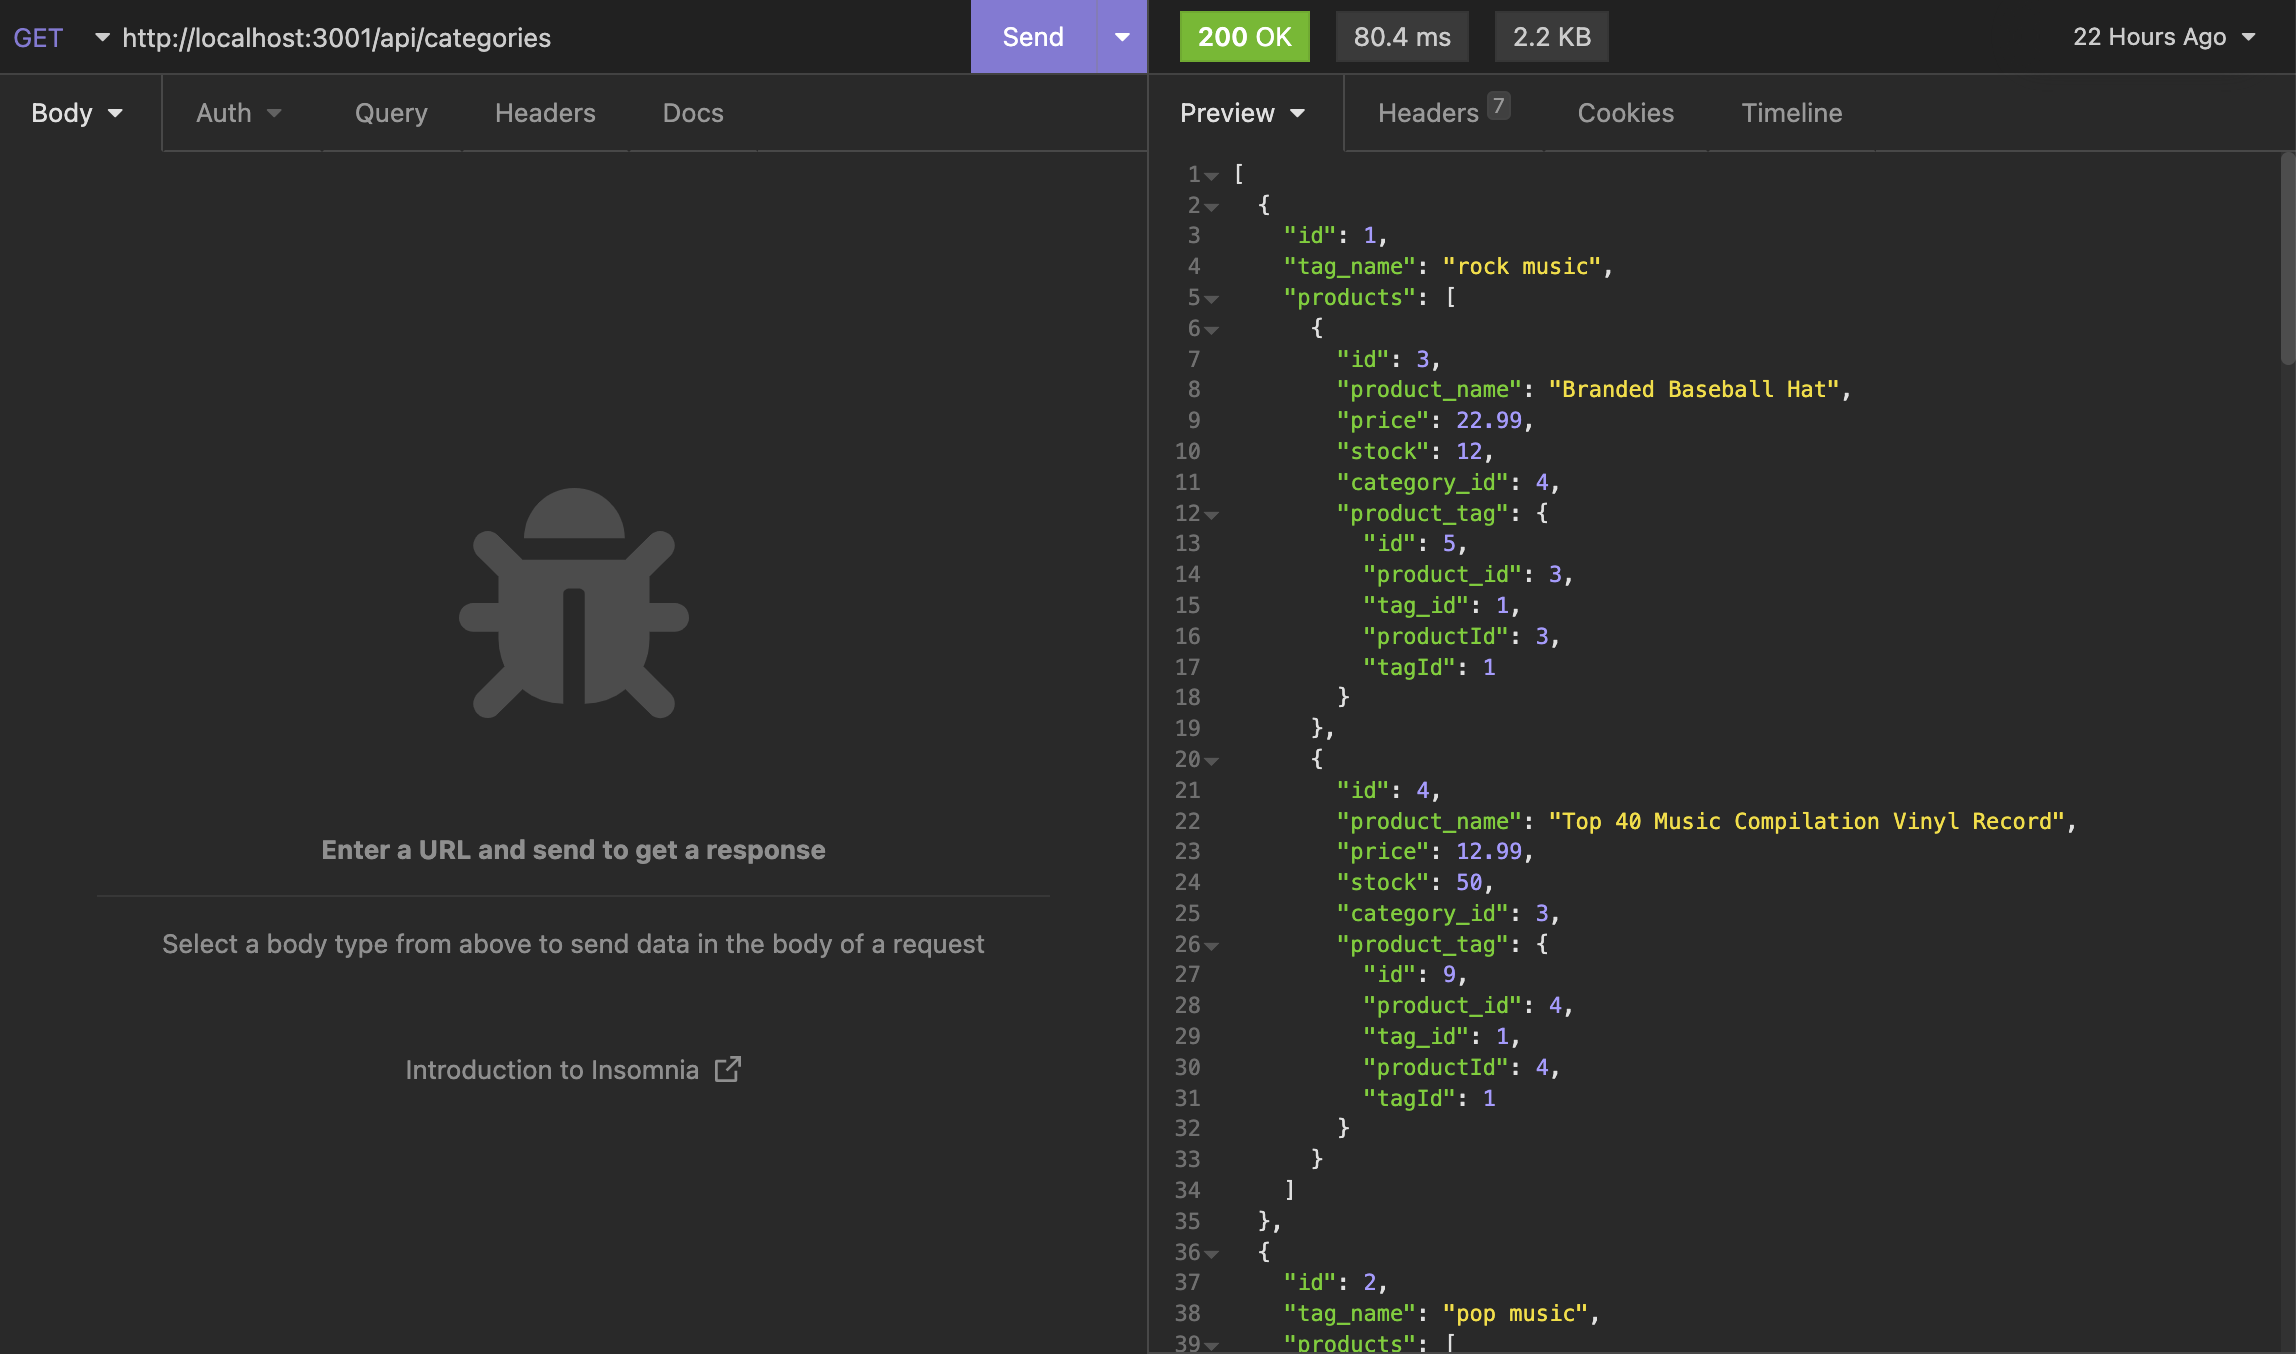 GET http://localhost:3001/api/categories Send 200 OK 80.4 ms 2.2 KB 22 Hours Ago
Body Auth Query Headers Docs
Enter a URL and send to get a response
Select a body type from above to send data in the body of a request
Introduction to Insomnia
Preview Headers 7 Cookies Timeline
1 [
2 {
3 "id": 1,
4 "tag_name": "rock music",
5 "products": [
6 {
7 "id": 3,
8 "product_name": "Branded Baseball Hat",
9 "price": 22.99,
10 "stock": 12,
11 "category_id": 4,
12 "product_tag": {
13 "id": 5,
14 "product_id": 3,
15 "tag_id": 1,
16 "productId": 3,
17 "tagId": 1
18 }
19 },
20 {
21 "id": 4,
22 "product_name": "Top 40 Music Compilation Vinyl Record",
23 "price": 12.99,
24 "stock": 50,
25 "category_id": 3,
26 "product_tag": {
27 "id": 9,
28 "product_id": 4,
29 "tag_id": 1,
30 "productId": 4,
31 "tagId": 1
32 }
33 }
34 ]
35 },
36 {
37 "id": 2,
38 "tag_name": "pop music",
39 "products": [